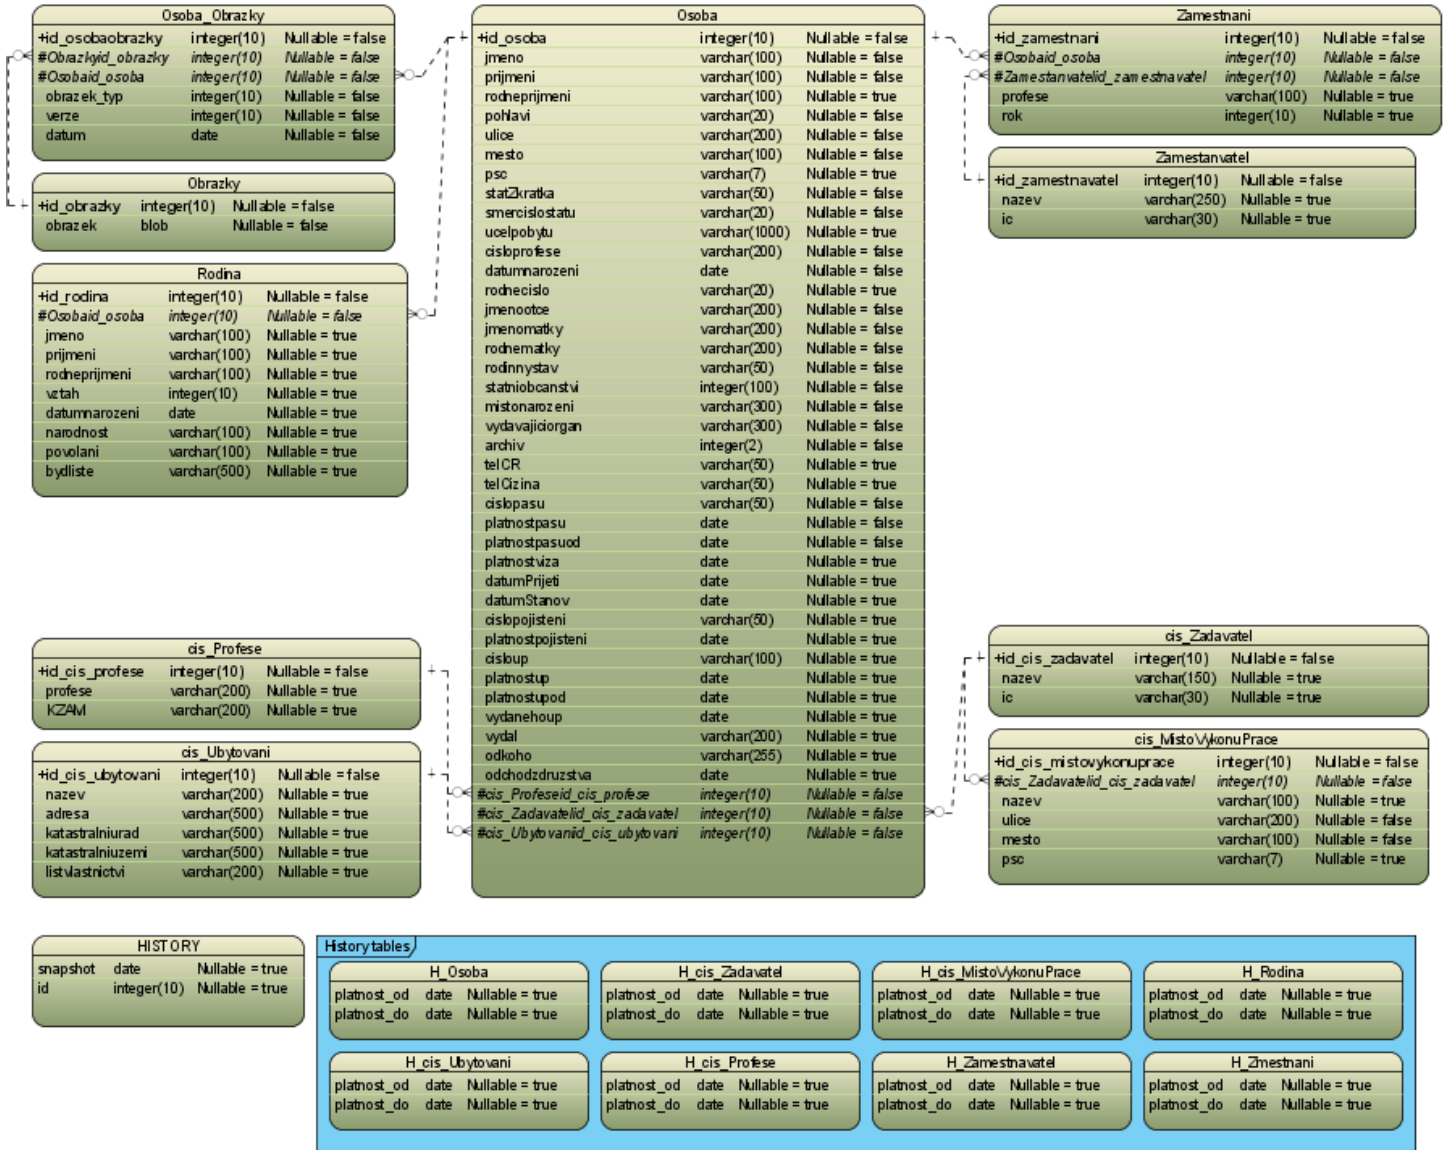 Osoba_Obrazky
+id_osobaobrazky integer(10) Nullable = false
#Obrazkyid_obrazky integer(10) Nullable = false
#Osobaid_osoba integer(10) Nullable = false
obrazek_typ integer(10) Nullable = false
verze integer(10) Nullable = false
datum date Nullable = false
Obrazky
+id_obrazky integer(10) Nullable = false
obrazek blob Nullable = false
Rodina
+id_rodina integer(10) Nullable = false
#Osobaid_osoba integer(10) Nullable = false
jmeno varchar(100) Nullable = true
prijmeni varchar(100) Nullable = true
rodneprijmeni varchar(100) Nullable = true
vztah integer(10) Nullable = true
datumnarozeni date Nullable = true
narodnost varchar(100) Nullable = true
povolani varchar(100) Nullable = true
bydliste varchar(500) Nullable = true
cis_Profese
+id_cis_profese integer(10) Nullable = false
profese varchar(200) Nullable = true
KZAM varchar(200) Nullable = true
cis_Ubytovani
+id_cis_ubytovani integer(10) Nullable = false
nazev varchar(200) Nullable = true
adresa varchar(500) Nullable = true
katastralniurad varchar(500) Nullable = true
katastralniuzemi varchar(500) Nullable = true
listvlastnictvi varchar(200) Nullable = true
Osoba
+id_osoba integer(10) Nullable = false
jmeno varchar(100) Nullable = false
prijmeni varchar(100) Nullable = false
rodneprijmeni varchar(100) Nullable = true
pohlavi varchar(20) Nullable = false
ulice varchar(200) Nullable = false
mesto varchar(100) Nullable = false
psc varchar(7) Nullable = true
statZkratka varchar(50) Nullable = false
smercislostatu varchar(20) Nullable = false
ucelpobytu varchar(1000) Nullable = true
cisloprofese varchar(200) Nullable = false
datumnarozeni date Nullable = false
rodnecislo varchar(20) Nullable = true
jmenootce varchar(200) Nullable = false
jmenomatky varchar(200) Nullable = false
rodnematky varchar(200) Nullable = false
rodinnystav varchar(50) Nullable = false
statniobcanstvi integer(100) Nullable = false
mistonarozeni varchar(300) Nullable = false
vydavajiciorgan varchar(300) Nullable = false
archiv integer(2) Nullable = false
telCR varchar(50) Nullable = true
telCizina varchar(50) Nullable = true
cislopasu varchar(50) Nullable = false
platnostpasu date Nullable = false
platnostpasuod date Nullable = false
platnostviza date Nullable = true
datumPrijeti date Nullable = true
datumStanov date Nullable = true
cislopojisteni varchar(50) Nullable = true
platnostpojisteni date Nullable = true
cisloup varchar(100) Nullable = true
platnostup date Nullable = true
platnostupod date Nullable = true
vydanehoup date Nullable = true
vydal varchar(200) Nullable = true
odkoho varchar(255) Nullable = true
odchodzdruzstva date Nullable = true
#cis_Profeseid_cis_profese integer(10) Nullable = false
#cis_Zadavatelid_cis_zadavatel integer(10) Nullable = false
#cis_Ubytovaniid_cis_ubytovani integer(10) Nullable = false
Zamestnani
+id_zamestnani integer(10) Nullable = false
#Osobaid_osoba integer(10) Nullable = false
#Zamestanvatelid_zamestnavatel integer(10) Nullable = false
profese varchar(100) Nullable = true
rok integer(10) Nullable = true
Zamestanvatel
+id_zamestnavatel integer(10) Nullable = false
nazev varchar(250) Nullable = true
ic varchar(30) Nullable = true
cis_Zadavatel
+id_cis_zadavatel integer(10) Nullable = false
nazev varchar(150) Nullable = true
ic varchar(30) Nullable = true
cis_MistoVykonuPrace
+id_cis_mistovykonuprace integer(10) Nullable = false
#cis_Zadavatelid_cis_zadavatel integer(10) Nullable = false
nazev varchar(100) Nullable = true
ulice varchar(200) Nullable = false
mesto varchar(100) Nullable = false
psc varchar(7) Nullable = true
HISTORY
snapshot date Nullable = true
id integer(10) Nullable = true
History tables
H_Osoba
platnost_od date Nullable = true
platnost_do date Nullable = true
H_cis_Zadavatel
platnost_od date Nullable = true
platnost_do date Nullable = true
H_cis_MistoVykonuPrace
platnost_od date Nullable = true
platnost_do date Nullable = true
H_Rodina
platnost_od date Nullable = true
platnost_do date Nullable = true
H_cis_Ubytovani
platnost_od date Nullable = true
platnost_do date Nullable = true
H_cis_Profese
platnost_od date Nullable = true
platnost_do date Nullable = true
H_Zamestnavatel
platnost_od date Nullable = true
platnost_do date Nullable = true
H_Zmestnani
platnost_od date Nullable = true
platnost_do date Nullable = true